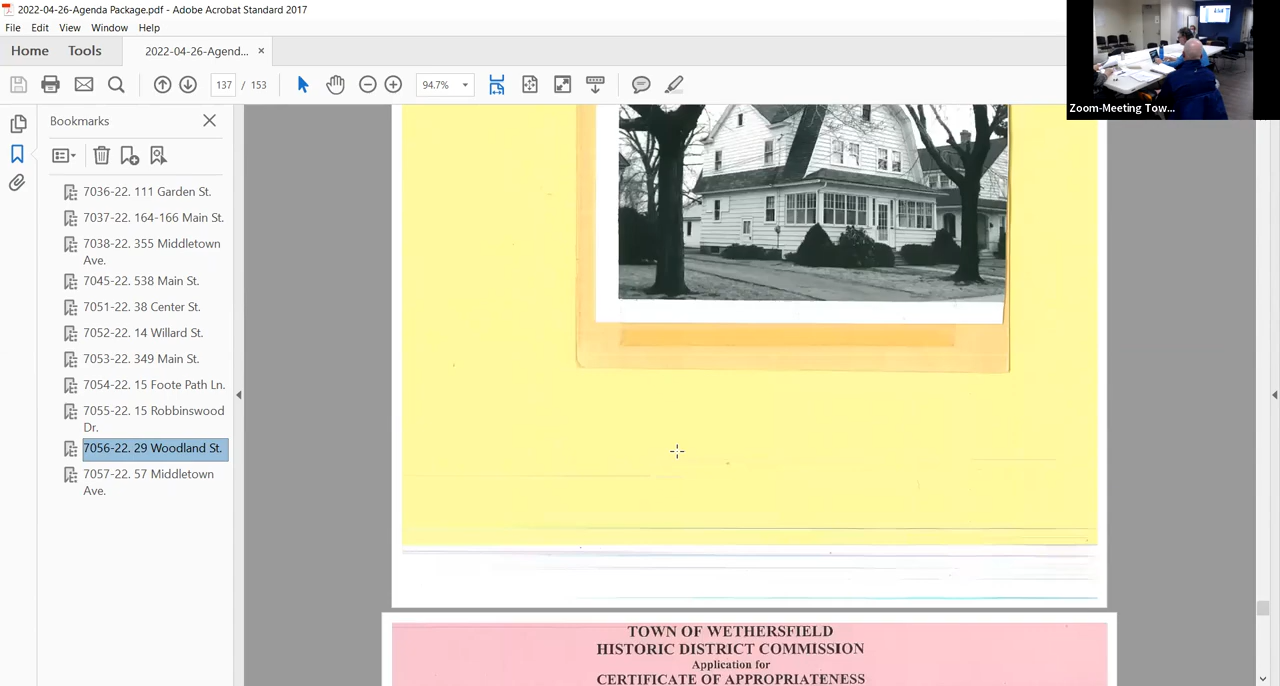 2022-04-26-Agenda Package.pdf - Adobe Acrobat Standard 2017
File Edit View Window Help
Home Tools 2022-04-26-Agend... ×
137 / 153 94.7%
Bookmarks
7036-22. 111 Garden St.
7037-22. 164-166 Main St.
7038-22. 355 Middletown
Ave.
7045-22. 538 Main St.
7051-22. 38 Center St.
7052-22. 14 Willard St.
7053-22. 349 Main St.
7054-22. 15 Foote Path Ln.
7055-22. 15 Robbinswood
Dr.
7056-22. 29 Woodland St.
7057-22. 57 Middletown
Ave.
Zoom-Meeting Tow...
TOWN OF WETHERSFIELD
HISTORIC DISTRICT COMMISSION
Application for
CERTIFICATE OF APPROPRIATENESS